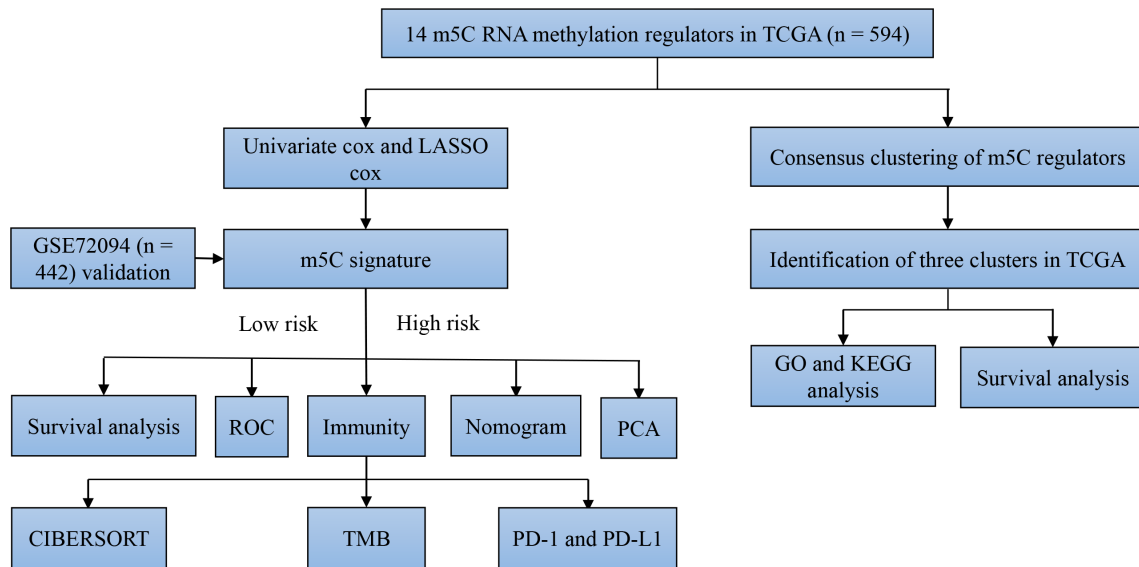 14 m5C RNA methylation regulators in TCGA (n = 594)
Univariate cox and LASSO
cox
Consensus clustering of m5C regulators
GSE72094 (n =
442) validation
m5C signature
Identification of three clusters in TCGA
Low risk
High risk
GO and KEGG
analysis
Survival analysis
Survival analysis
ROC
Immunity
Nomogram
PCA
CIBERSORT
TMB
PD-1 and PD-L1